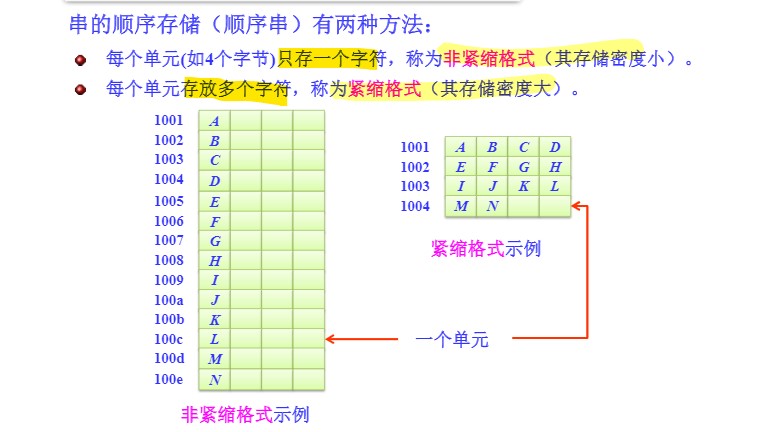 串的顺序存储（顺序串）有两种方法：
每个单元(如4个字节)只存一个字符，称为非紧缩格式（其存储密度小）。
每个单元存放多个字符，称为紧缩格式（其存储密度大）。
1001 A
1002 B
1003 C
1004 D
1005 E
1006 F
1007 G
1008 H
1009 I
100a J
100b K
100c L
100d M
100e N
非紧缩格式示例
1001 A B C D
1002 E F G H
1003 I J K L
1004 M N
紧缩格式示例
一个单元